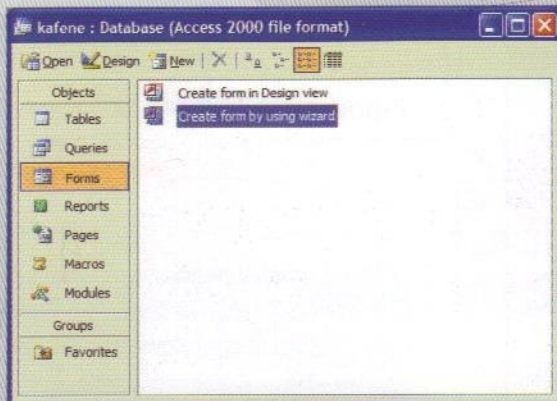 kafene : Database (Access 2000 file format)
Open Design New
Objects
Tables
Queries
Forms
Reports
Pages
Macros
Modules
Groups
Favorites
Create form in Design view
Create form by using wizard